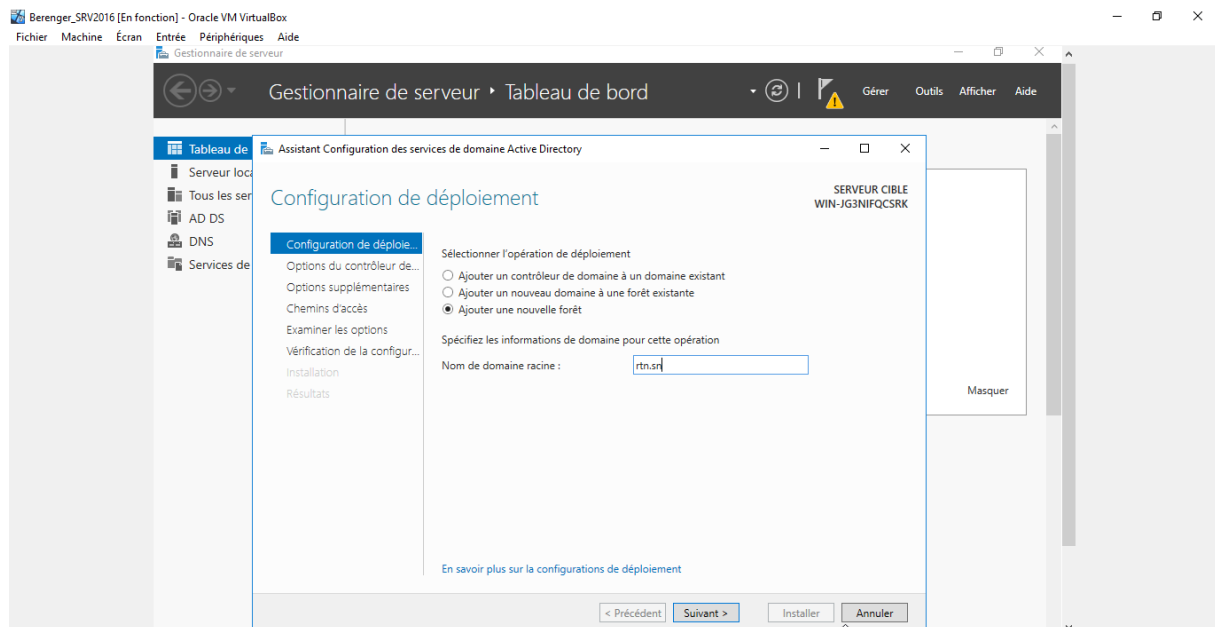 Berenger_SRV2016 [En fonction] - Oracle VM VirtualBox
Fichier Machine Écran Entrée Périphériques Aide
Gestionnaire de serveur
Gestionnaire de serveur ‣ Tableau de bord
Gérer Outils Afficher Aide
Tableau de
Serveur loca
Tous les ser
AD DS
DNS
Services de
Assistant Configuration des services de domaine Active Directory
Configuration de déploiement
SERVEUR CIBLE
WIN-JG3NIFQCSRK
Configuration de déploie...
Options du contrôleur de...
Options supplémentaires
Chemins d'accès
Examiner les options
Vérification de la configur...
Installation
Résultats
Sélectionner l'opération de déploiement
Ajouter un contrôleur de domaine à un domaine existant
Ajouter un nouveau domaine à une forêt existante
Ajouter une nouvelle forêt
Spécifiez les informations de domaine pour cette opération
Nom de domaine racine : rtn.sn
En savoir plus sur la configurations de déploiement
Masquer
< Précédent Suivant > Installer Annuler